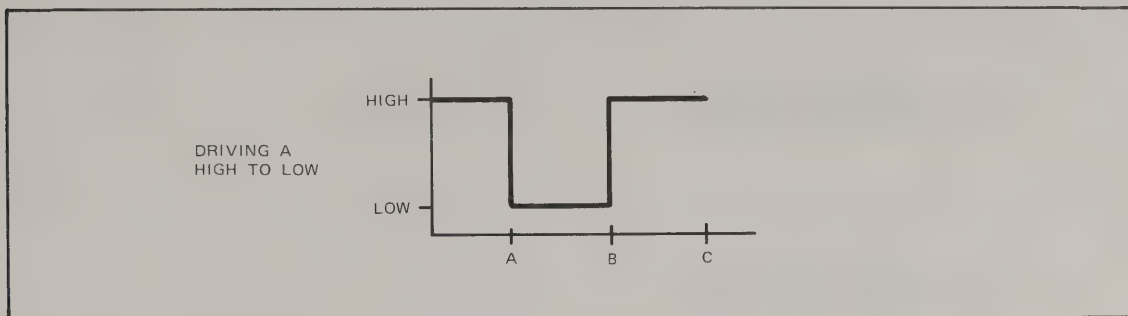 HIGH
DRIVING A
HIGH TO LOW
LOW
A B C